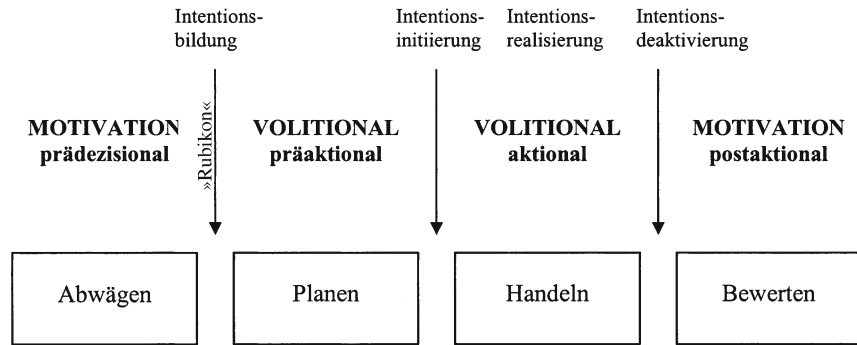 Intentions-
bildung
Intentions-
initiierung
Intentions-
realisierung
Intentions-
deaktivierung
»Rubikon«
MOTIVATION
prädezisional
VOLITIONAL
präaktional
VOLITIONAL
aktional
MOTIVATION
postaktional
Abwägen
Planen
Handeln
Bewerten